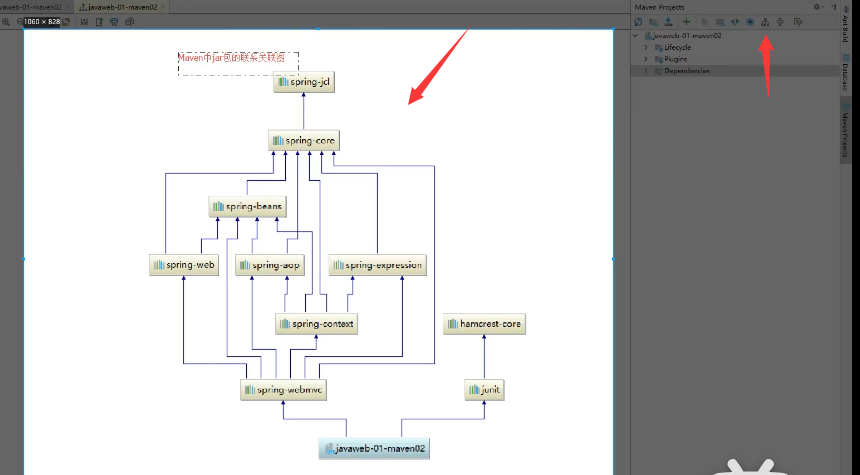 javaweb-01-maven02
javaweb-01-maven02
Maven Projects
1060 × 828
Maven中jar包的联系关联图
spring-jcl
spring-core
spring-beans
spring-web
spring-aop
spring-expression
spring-context
hamcrest-core
spring-webmvc
junit
javaweb-01-maven02
javaweb-01-maven02
Lifecycle
Plugins
Dependencies
Ant Build
Database
Maven Projects